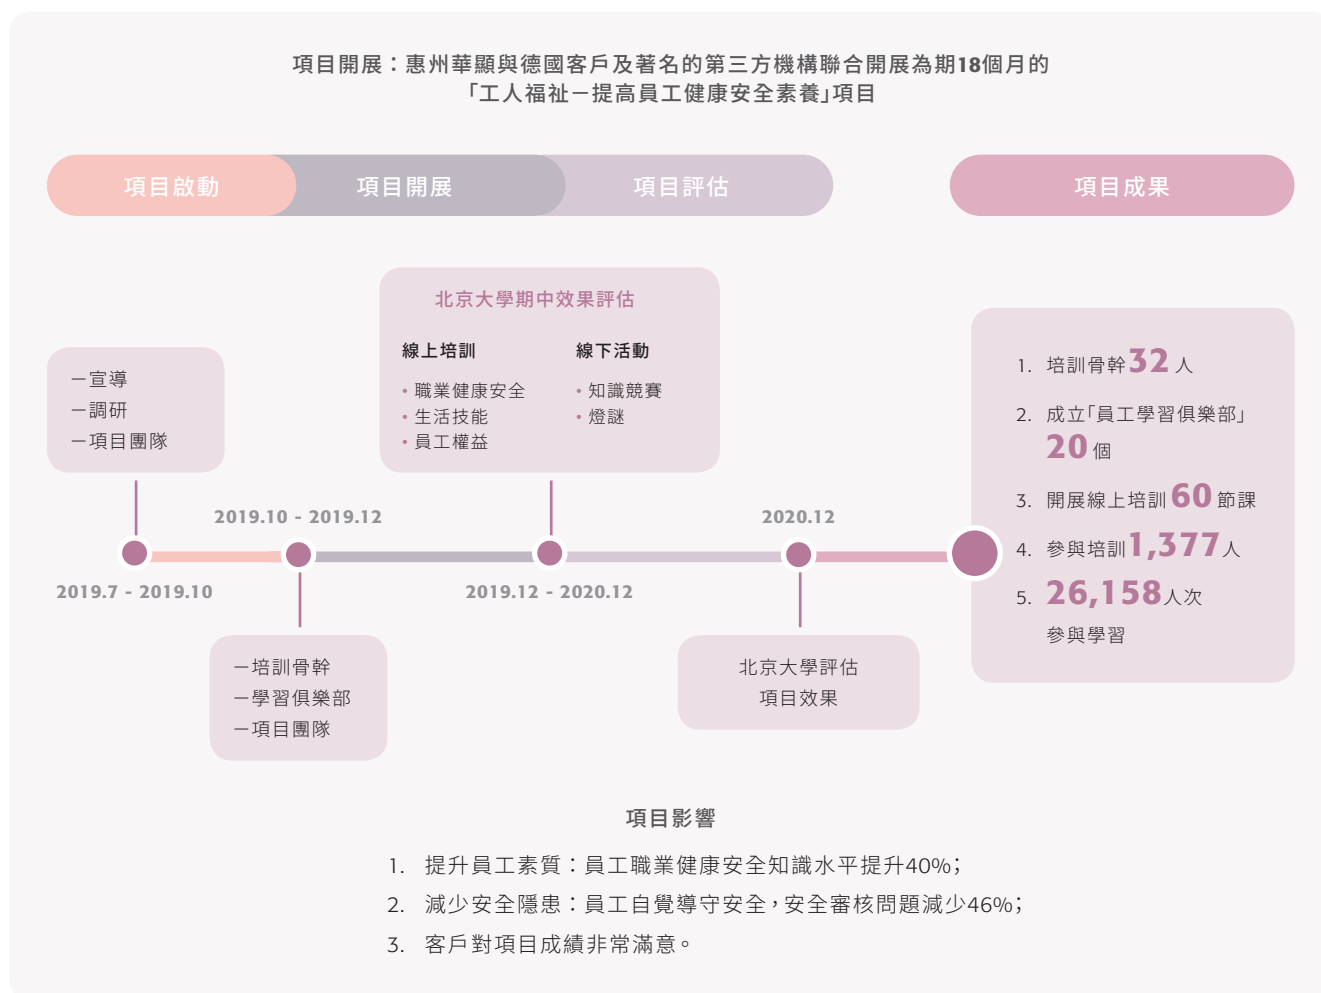 項目開展：惠州華顯與德國客戶及著名的第三方機構聯合開展為期18個月的
「工人福祉－提高員工健康安全素養」項目
項目啟動
項目開展
項目評估
項目成果
北京大學期中效果評估
線上培訓
• 職業健康安全
• 生活技能
• 員工權益
線下活動
• 知識競賽
• 燈謎
－宣導
－調研
－項目團隊
2019.10 - 2019.12
2020.12
2019.7 - 2019.10
2019.12 - 2020.12
－培訓骨幹
－學習俱樂部
－項目團隊
北京大學評估
項目效果
1. 培訓骨幹32人
2. 成立「員工學習俱樂部」
20個
3. 開展線上培訓60節課
4. 參與培訓1,377人
5. 26,158人次
參與學習
項目影響
1. 提升員工素質：員工職業健康安全知識水平提升40%；
2. 減少安全隱患：員工自覺導守安全，安全審核問題減少46%；
3. 客戶對項目成績非常滿意。